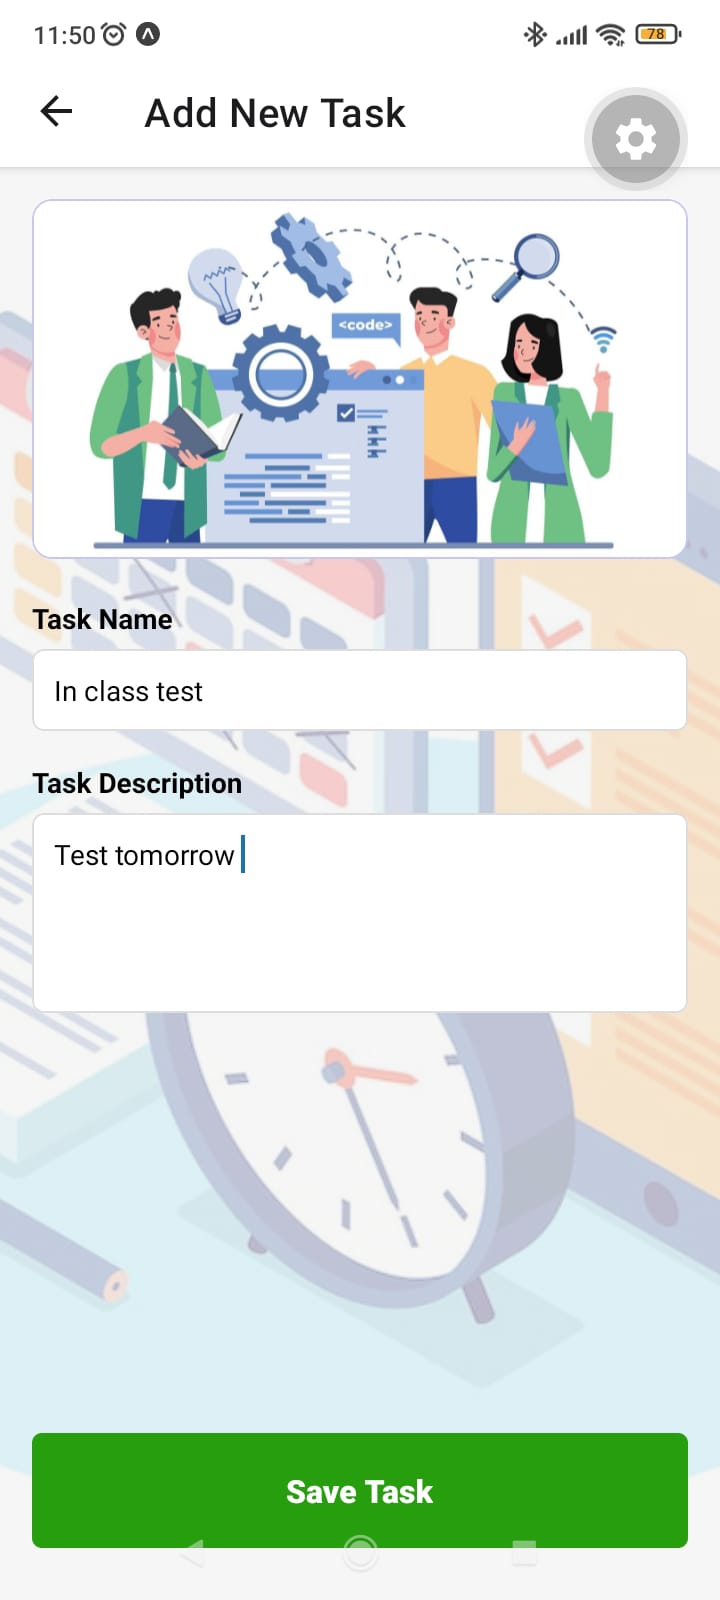 11:50
78
Add New Task
<code>
Task Name
In class test
Task Description
Test tomorrow
Save Task